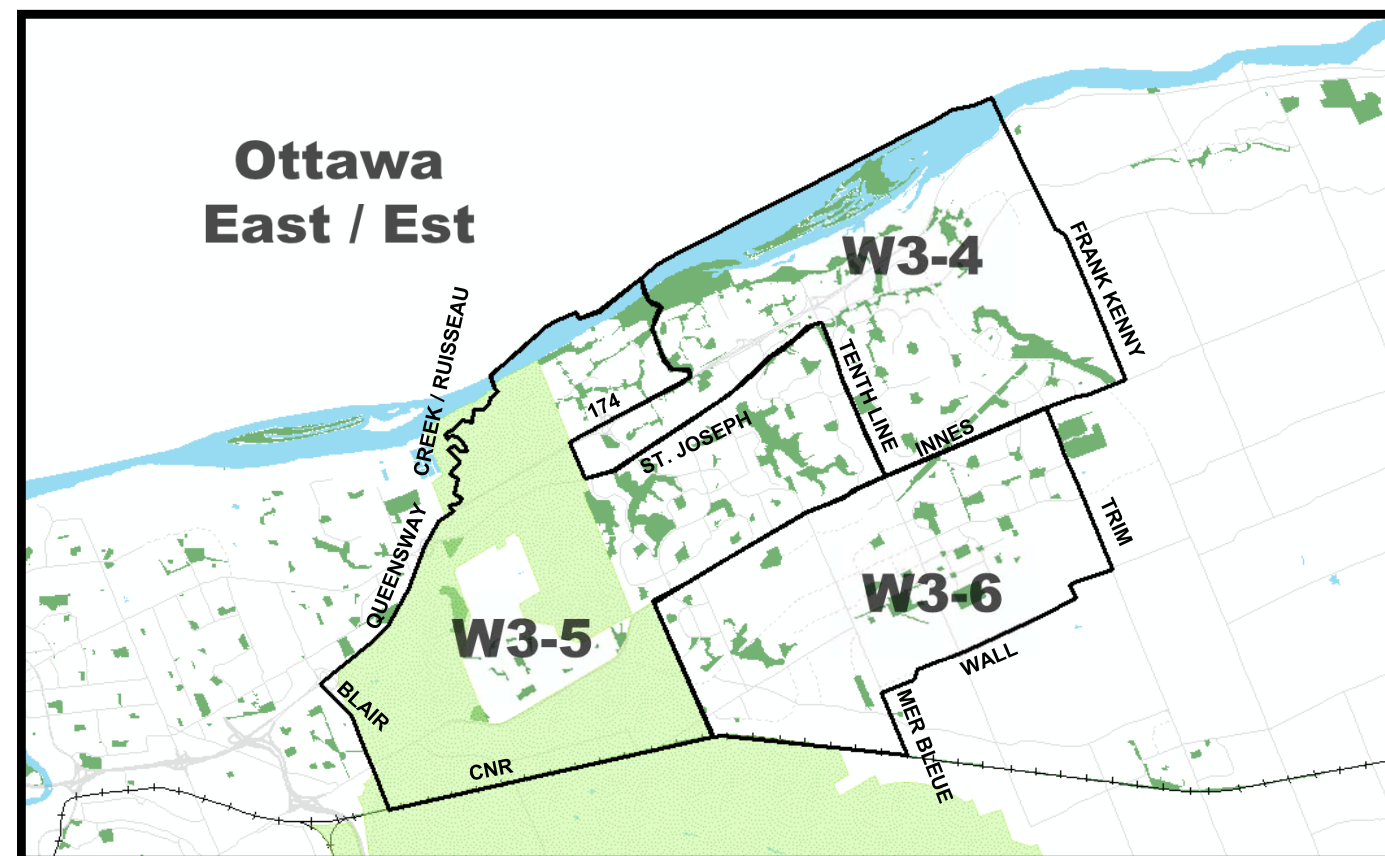 Ottawa
East / Est
W3-4
FRANK KENNY
CREEK / RUISSEAU
174
TENTH LINE
ST. JOSEPH
INNES
QUEENSWAY
TRIM
W3-6
W3-5
WALL
BLAIR
MER BLEUE
CNR